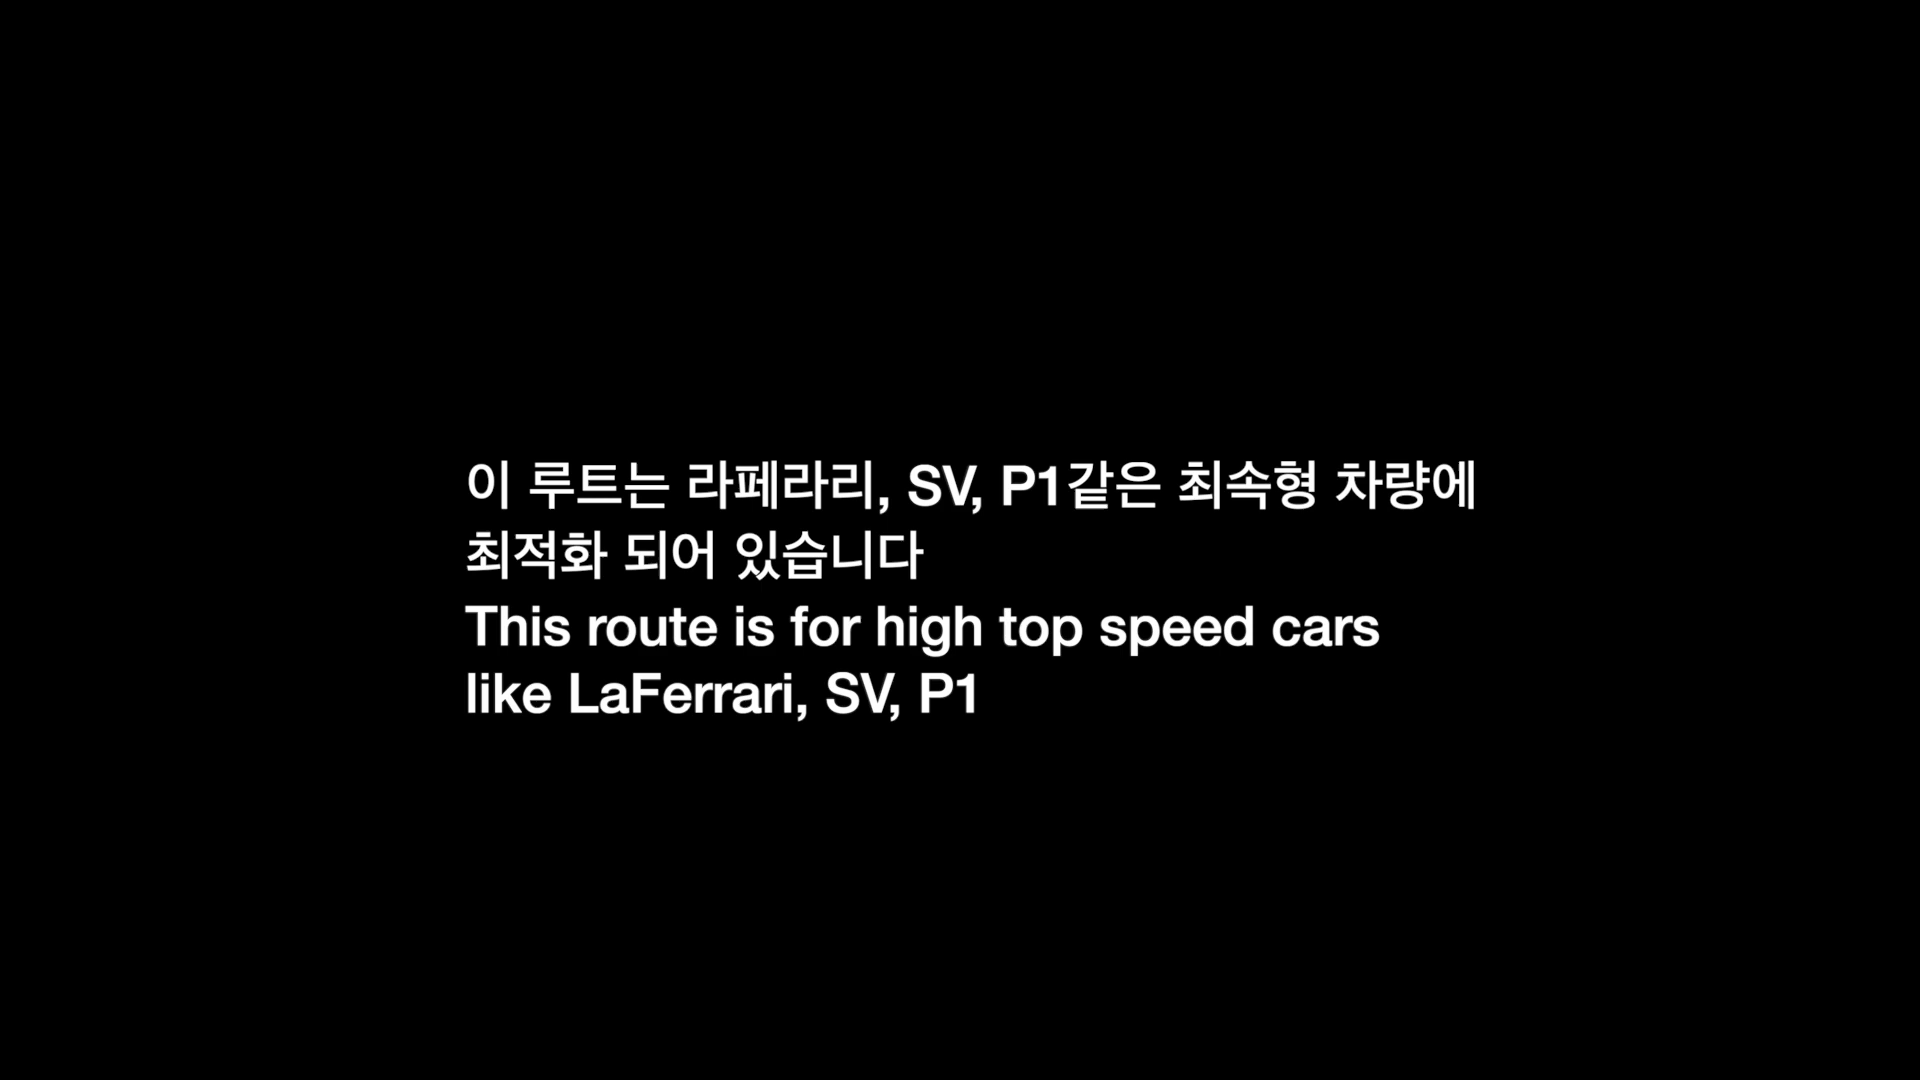 이 루트는 라페라리, SV, P1같은 최속형 차량에
최적화 되어 있습니다
This route is for high top speed cars
like LaFerrari, SV, P1